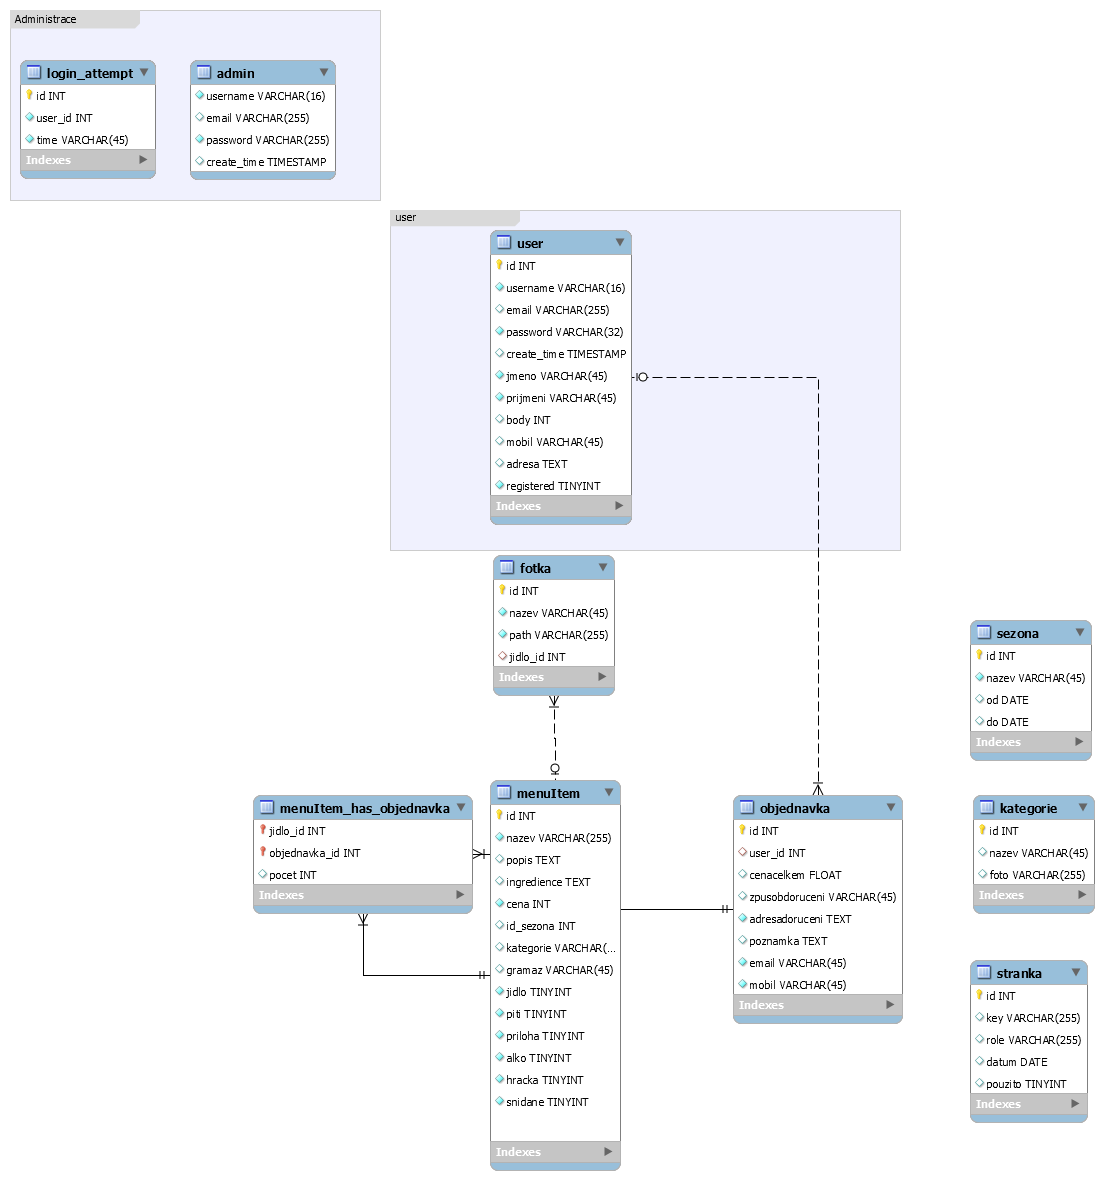 Administrace
login_attempt
id INT
user_id INT
time VARCHAR(45)
Indexes
admin
username VARCHAR(16)
email VARCHAR(255)
password VARCHAR(255)
create_time TIMESTAMP
user
user
id INT
username VARCHAR(16)
email VARCHAR(255)
password VARCHAR(32)
create_time TIMESTAMP
jmeno VARCHAR(45)
prijmeni VARCHAR(45)
body INT
mobil VARCHAR(45)
adresa TEXT
registered TINYINT
Indexes
fotka
id INT
nazev VARCHAR(45)
path VARCHAR(255)
jidlo_id INT
Indexes
sezona
id INT
nazev VARCHAR(45)
od DATE
do DATE
Indexes
menuItem_has_objednavka
jidlo_id INT
objednavka_id INT
pocet INT
Indexes
menuItem
id INT
nazev VARCHAR(255)
popis TEXT
ingredience TEXT
cena INT
id_sezona INT
kategorie VARCHAR(...
gramaz VARCHAR(45)
jidlo TINYINT
piti TINYINT
priloha TINYINT
alko TINYINT
hracka TINYINT
snidane TINYINT
Indexes
objednavka
id INT
user_id INT
cenacelkem FLOAT
zpusobdoruceni VARCHAR(45)
adresadoruceni TEXT
poznamka TEXT
email VARCHAR(45)
mobil VARCHAR(45)
Indexes
kategorie
id INT
nazev VARCHAR(45)
foto VARCHAR(255)
Indexes
stranka
id INT
key VARCHAR(255)
role VARCHAR(255)
datum DATE
pouzito TINYINT
Indexes